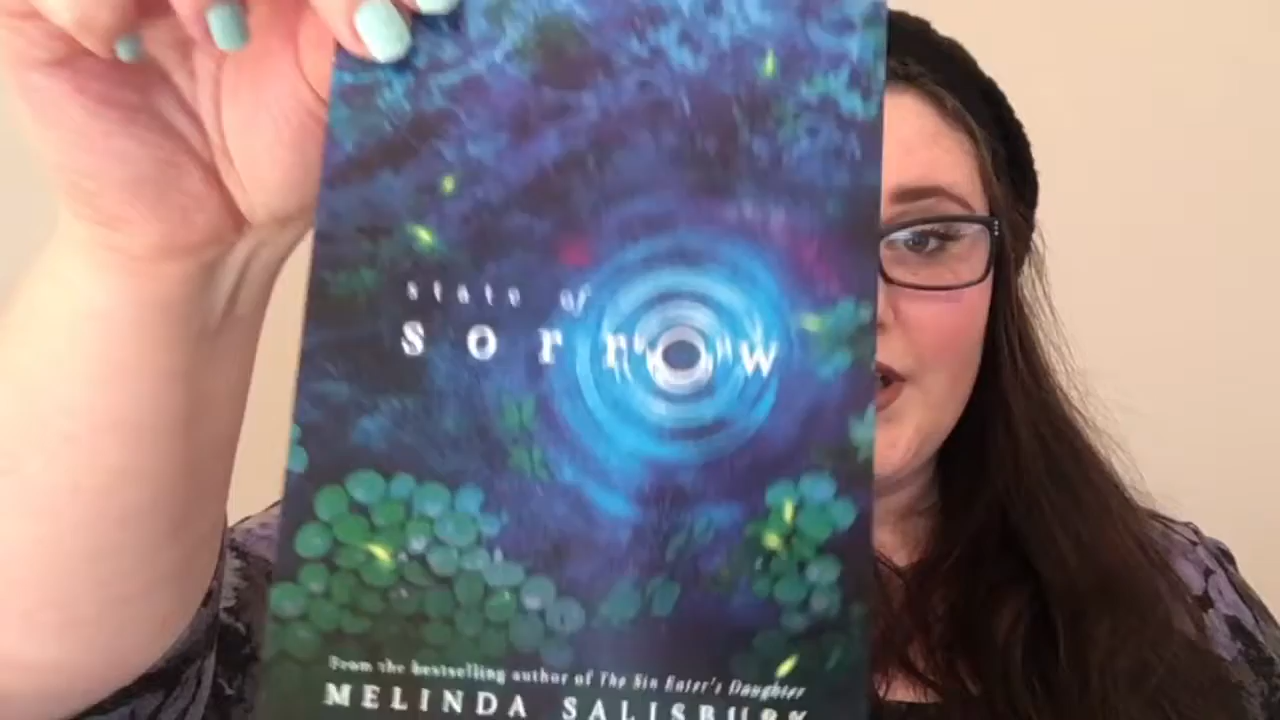 state of
sorrow
From the bestselling author of The Sin Eater's Daughter
MELINDA SALISBURY